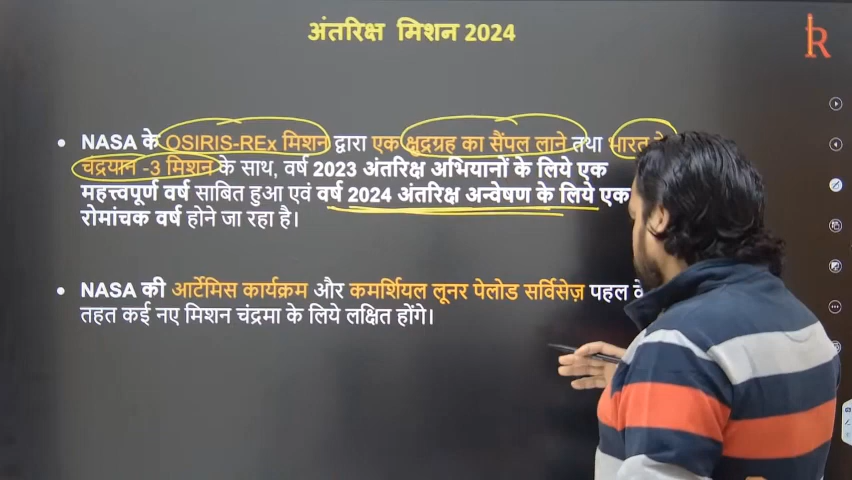 अंतरिक्ष मिशन 2024
R
• NASA के OSIRIS-REx मिशन द्वारा एक क्षुद्रग्रह का सैंपल लाने तथा भारत
चंद्रयान -3 मिशन के साथ, वर्ष 2023 अंतरिक्ष अभियानों के लिये एक
महत्त्वपूर्ण वर्ष साबित हुआ एवं वर्ष 2024 अंतरिक्ष अन्वेषण के लिये एक
रोमांचक वर्ष होने जा रहा है।
• NASA की आर्टेमिस कार्यक्रम और कमर्शियल लूनर पेलोड सर्विसेज़ पहल
तहत कई नए मिशन चंद्रमा के लिये लक्षित होंगे।